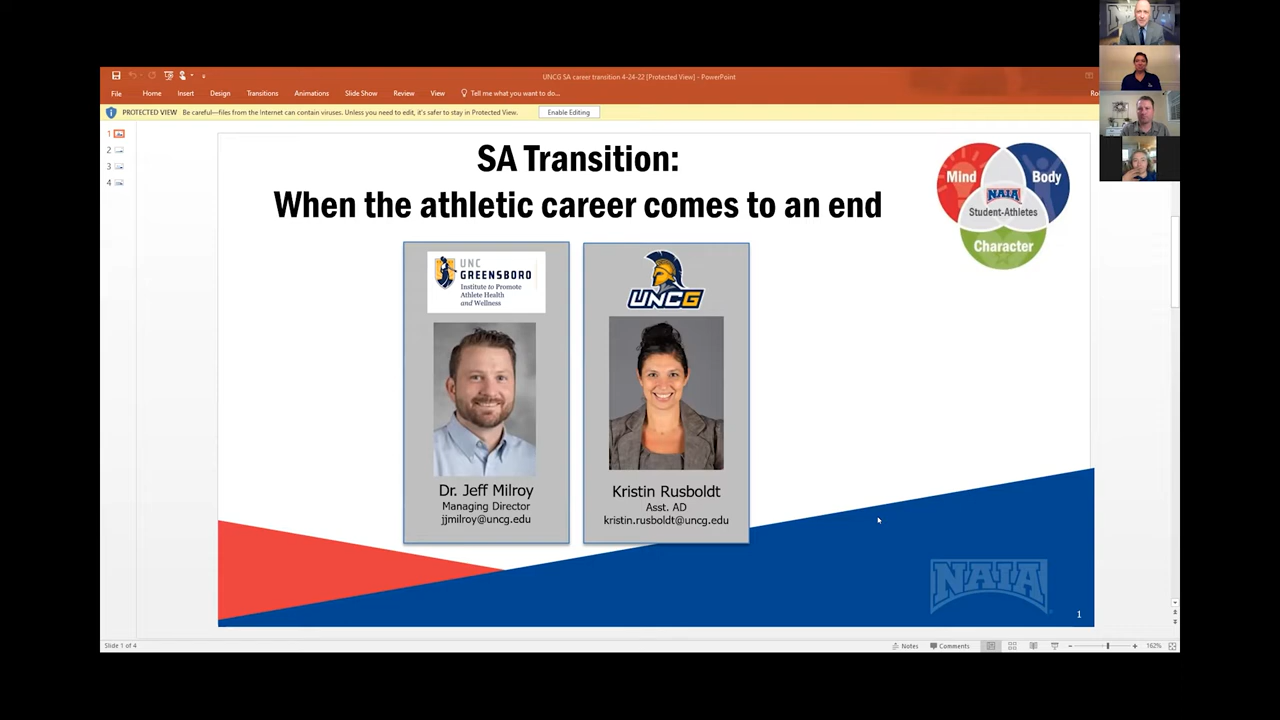 UNCG SA career transition 4-24-22 [Protected View] - PowerPoint
File Home Insert Design Transitions Animations Slide Show Review View Tell me what you want to do...
PROTECTED VIEW Be careful—files from the Internet can contain viruses. Unless you need to edit, it's safer to stay in Protected View. Enable Editing
1
2
3
4
SA Transition:
When the athletic career comes to an end
Mind
Body
NAIA
Student-Athletes
Character
UNC
GREENSBORO
Institute to Promote
Athlete Health
and Wellness
Dr. Jeff Milroy
Managing Director
jjmilroy@uncg.edu
UNCG
Kristin Rusboldt
Asst. AD
kristin.rusboldt@uncg.edu
NAIA
1
Slide 1 of 4
Notes Comments 162%